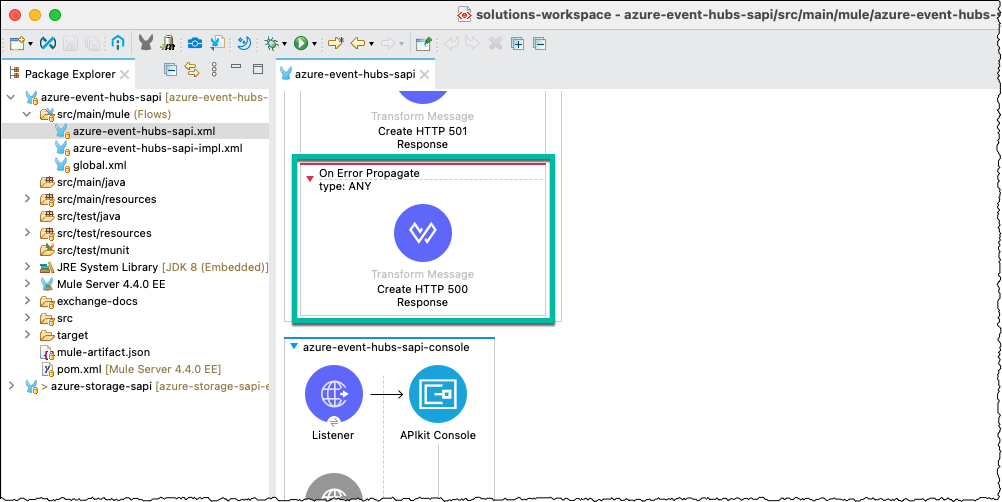 solutions-workspace - azure-event-hubs-sapi/src/main/mule/azure-event-hubs-
Package Explorer
azure-event-hubs-sapi
azure-event-hubs-sapi [azure-event-hubs-
src/main/mule (Flows)
azure-event-hubs-sapi.xml
azure-event-hubs-sapi-impl.xml
global.xml
src/main/java
src/main/resources
src/test/java
src/test/resources
src/test/munit
JRE System Library [JDK 8 (Embedded)]
Mule Server 4.4.0 EE
exchange-docs
src
target
mule-artifact.json
pom.xml [Mule Server 4.4.0 EE]
> azure-storage-sapi [azure-storage-sapi-e
Transform Message
Create HTTP 501
Response
On Error Propagate
type: ANY
Transform Message
Create HTTP 500
Response
azure-event-hubs-sapi-console
Listener
APIkit Console